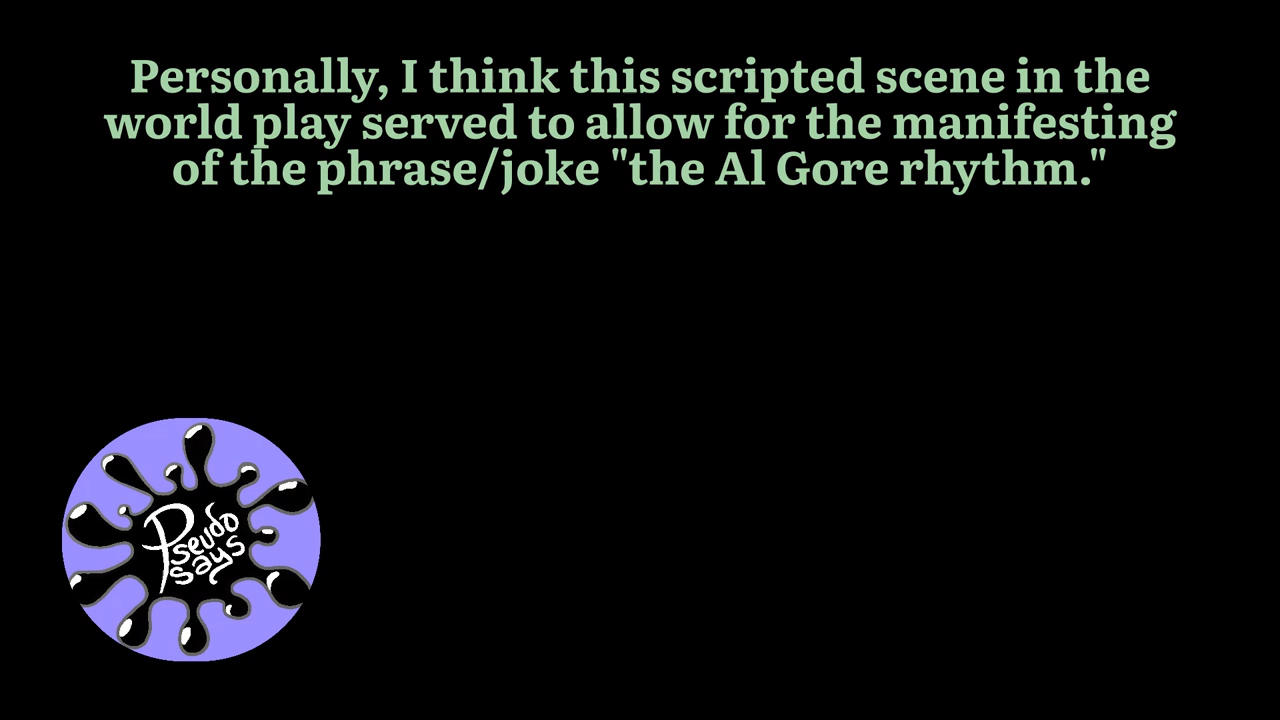 Personally, I think this scripted scene in the
world play served to allow for the manifesting
of the phrase/joke "the Al Gore rhythm."
Pseudo
says